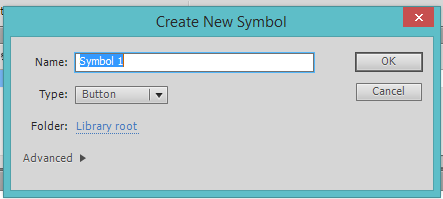 Create New Symbol
Name: Symbol 1 OK
Type: Button Cancel
Folder: Library root
Advanced